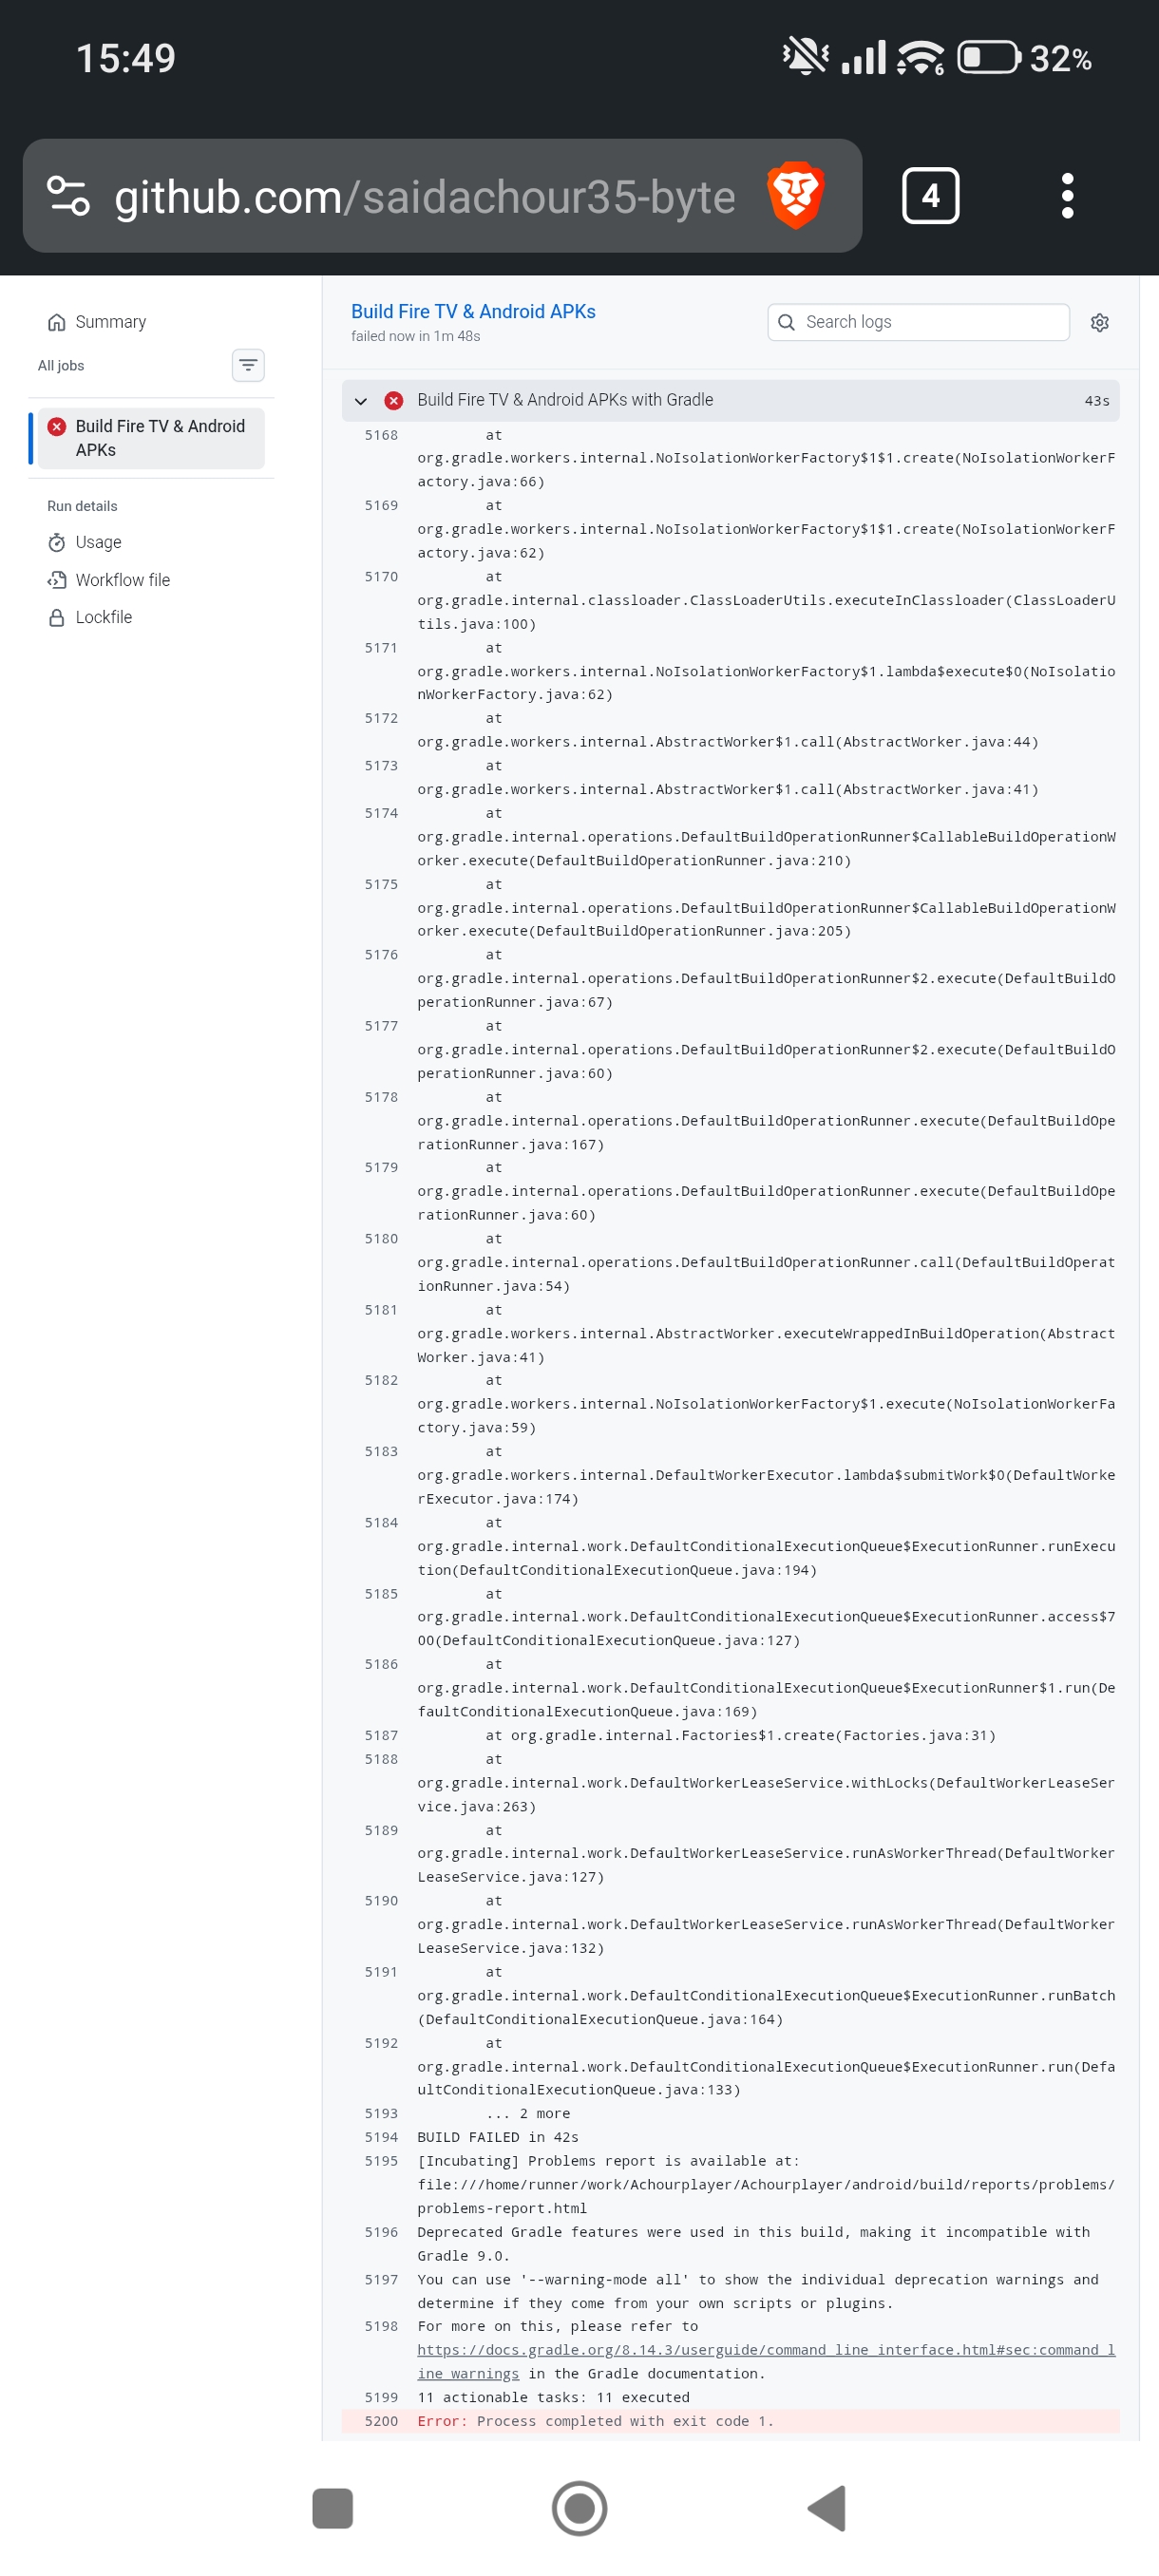 15:49
6
32%
github.com/saidachour35-byte
4
Summary
All jobs
Build Fire TV & Android
APKs
Run details
Usage
Workflow file
Lockfile
Build Fire TV & Android APKs
failed now in 1m 48s
Search logs
Build Fire TV & Android APKs with Gradle 43s
5168 at
org.gradle.workers.internal.NoIsolationWorkerFactory$1$1.create(NoIsolationWorkerF
actory.java:66)
5169 at
org.gradle.workers.internal.NoIsolationWorkerFactory$1$1.create(NoIsolationWorkerF
actory.java:62)
5170 at
org.gradle.internal.classloader.ClassLoaderUtils.executeInClassloader(ClassLoaderU
tils.java:100)
5171 at
org.gradle.workers.internal.NoIsolationWorkerFactory$1.lambda$execute$0(NoIsolatio
nWorkerFactory.java:62)
5172 at
org.gradle.workers.internal.AbstractWorker$1.call(AbstractWorker.java:44)
5173 at
org.gradle.workers.internal.AbstractWorker$1.call(AbstractWorker.java:41)
5174 at
org.gradle.internal.operations.DefaultBuildOperationRunner$CallableBuildOperationW
orker.execute(DefaultBuildOperationRunner.java:210)
5175 at
org.gradle.internal.operations.DefaultBuildOperationRunner$CallableBuildOperationW
orker.execute(DefaultBuildOperationRunner.java:205)
5176 at
org.gradle.internal.operations.DefaultBuildOperationRunner$2.execute(DefaultBuildO
perationRunner.java:67)
5177 at
org.gradle.internal.operations.DefaultBuildOperationRunner$2.execute(DefaultBuildO
perationRunner.java:60)
5178 at
org.gradle.internal.operations.DefaultBuildOperationRunner.execute(DefaultBuildOpe
rationRunner.java:167)
5179 at
org.gradle.internal.operations.DefaultBuildOperationRunner.execute(DefaultBuildOpe
rationRunner.java:60)
5180 at
org.gradle.internal.operations.DefaultBuildOperationRunner.call(DefaultBuildOperat
ionRunner.java:54)
5181 at
org.gradle.workers.internal.AbstractWorker.executeWrappedInBuildOperation(Abstract
Worker.java:41)
5182 at
org.gradle.workers.internal.NoIsolationWorkerFactory$1.execute(NoIsolationWorkerFa
ctory.java:59)
5183 at
org.gradle.workers.internal.DefaultWorkerExecutor.lambda$submitWork$0(DefaultWorke
rExecutor.java:174)
5184 at
org.gradle.internal.work.DefaultConditionalExecutionQueue$ExecutionRunner.runExecu
tion(DefaultConditionalExecutionQueue.java:194)
5185 at
org.gradle.internal.work.DefaultConditionalExecutionQueue$ExecutionRunner.access$7
00(DefaultConditionalExecutionQueue.java:127)
5186 at
org.gradle.internal.work.DefaultConditionalExecutionQueue$ExecutionRunner$1.run(De
faultConditionalExecutionQueue.java:169)
5187 at org.gradle.internal.Factories$1.create(Factories.java:31)
5188 at
org.gradle.internal.work.DefaultWorkerLeaseService.withLocks(DefaultWorkerLeaseSer
vice.java:263)
5189 at
org.gradle.internal.work.DefaultWorkerLeaseService.runAsWorkerThread(DefaultWorker
LeaseService.java:127)
5190 at
org.gradle.internal.work.DefaultWorkerLeaseService.runAsWorkerThread(DefaultWorker
LeaseService.java:132)
5191 at
org.gradle.internal.work.DefaultConditionalExecutionQueue$ExecutionRunner.runBatch
(DefaultConditionalExecutionQueue.java:164)
5192 at
org.gradle.internal.work.DefaultConditionalExecutionQueue$ExecutionRunner.run(Defa
ultConditionalExecutionQueue.java:133)
5193 ... 2 more
5194 BUILD FAILED in 42s
5195 [Incubating] Problems report is available at:
file:///home/runner/work/Achourplayer/Achourplayer/android/build/reports/problems/
problems-report.html
5196 Deprecated Gradle features were used in this build, making it incompatible with
Gradle 9.0.
5197 You can use '--warning-mode all' to show the individual deprecation warnings and
determine if they come from your own scripts or plugins.
5198 For more on this, please refer to
https://docs.gradle.org/8.14.3/userguide/command_line_interface.html#sec:command_l
ine_warnings in the Gradle documentation.
5199 11 actionable tasks: 11 executed
5200 Error: Process completed with exit code 1.